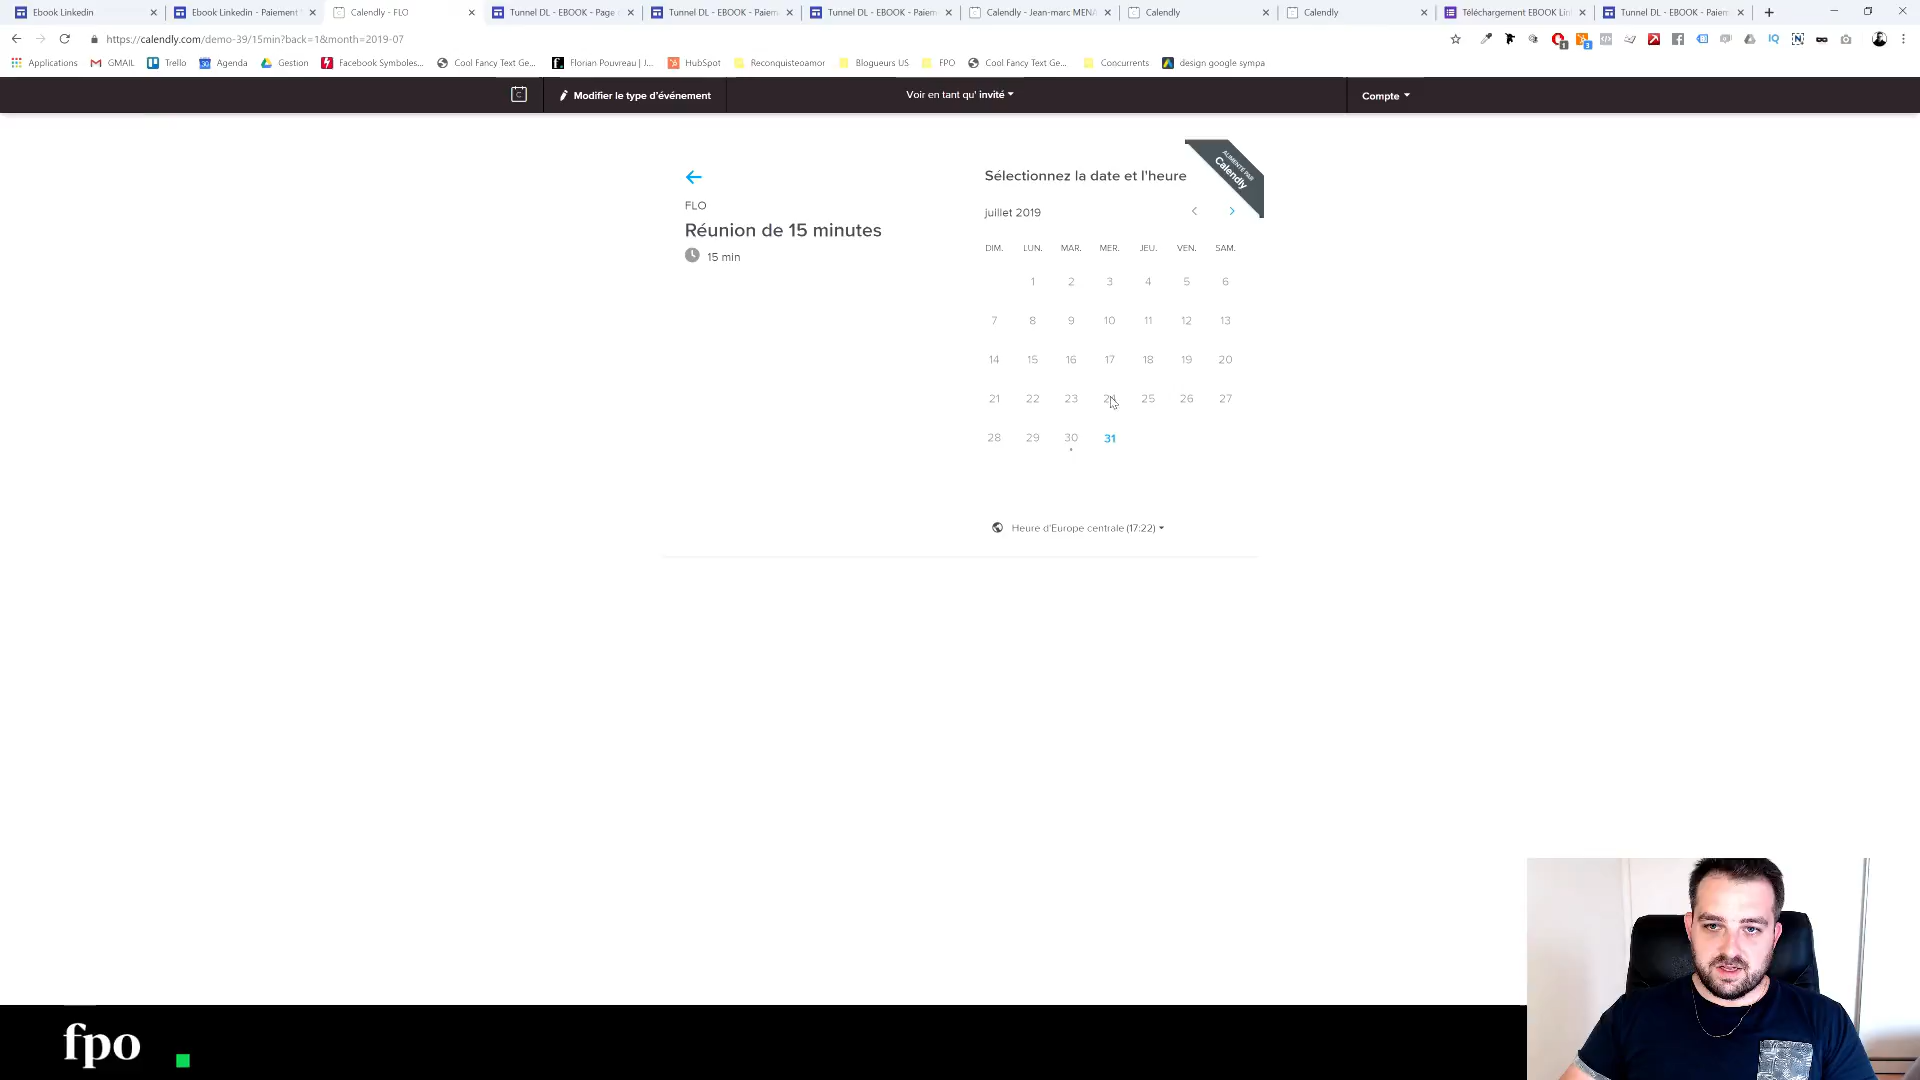 Ebook Linkedin
Ebook Linkedin - Paiement
Calendly - FLO
Tunnel DL - EBOOK - Page
Tunnel DL - EBOOK - Paiem
Tunnel DL - EBOOK - Paiem
Calendly - Jean-marc MENA
Calendly
Calendly
Téléchargement EBOOK Lin
Tunnel DL - EBOOK - Paiem
https://calendly.com/demo-39/15min?back=1&month=2019-07
Applications
GMAIL
Trello
Agenda
Gestion
Facebook Symboles...
Cool Fancy Text Ge...
Florian Pouvreau | J...
HubSpot
Reconquisteoamor
Blogueurs US
FPO
Cool Fancy Text Ge...
Concurrents
design google sympa
Modifier le type d'événement
Voir en tant qu' invité
Compte
ALIMENTÉ PAR
Calendly
FLO
Réunion de 15 minutes
15 min
Sélectionnez la date et l'heure
juillet 2019
DIM. LUN. MAR. MER. JEU. VEN. SAM.
1 2 3 4 5 6
7 8 9 10 11 12 13
14 15 16 17 18 19 20
21 22 23 24 25 26 27
28 29 30 31
Heure d'Europe centrale (17:22)
fpo